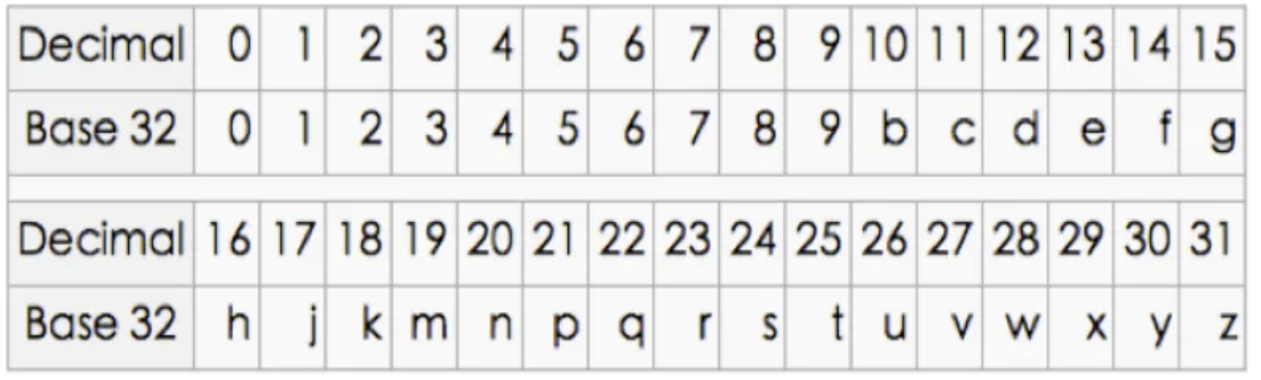 Decimal 0 1 2 3 4 5 6 7 8 9 10 11 12 13 14 15
Base 32 0 1 2 3 4 5 6 7 8 9 b c d e f g
Decimal 16 17 18 19 20 21 22 23 24 25 26 27 28 29 30 31
Base 32 h j k m n p q r s t u v w x y z